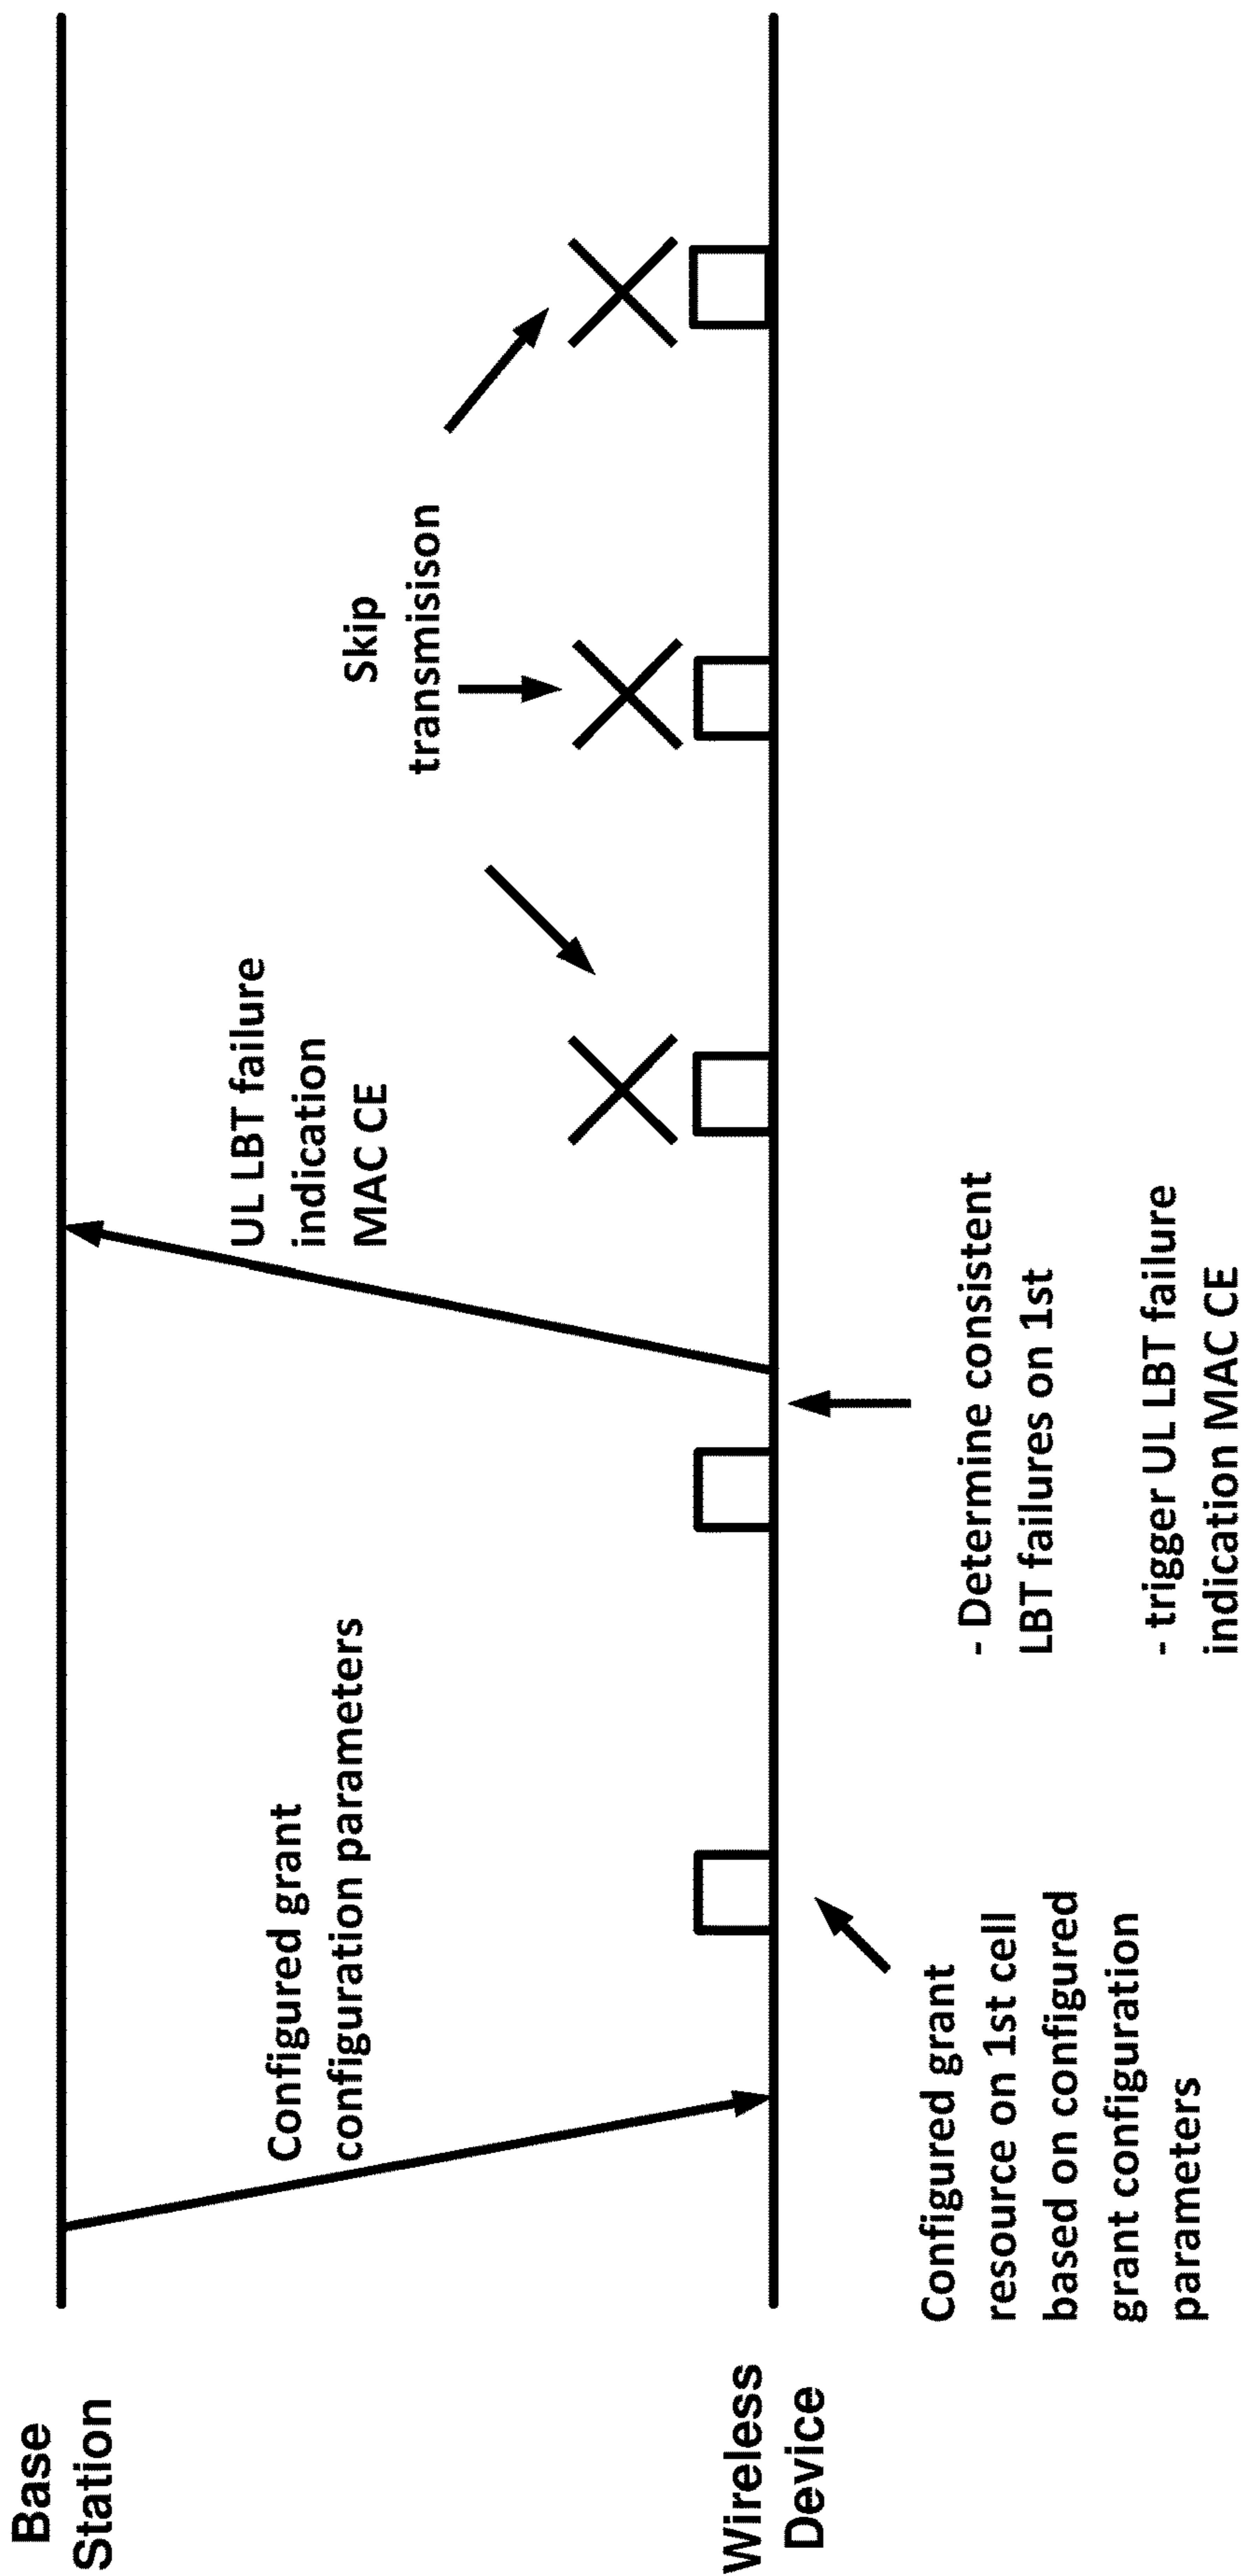 Base
Station
Wireless
Device
Configured grant
configuration parameters
Configured grant
resource on 1st cell
based on configured
grant configuration
parameters
UL LBT failure
indication
MAC CE
- Determine consistent
LBT failures on 1st
- trigger UL LBT failure
indication MAC CE
Skip
transmisison